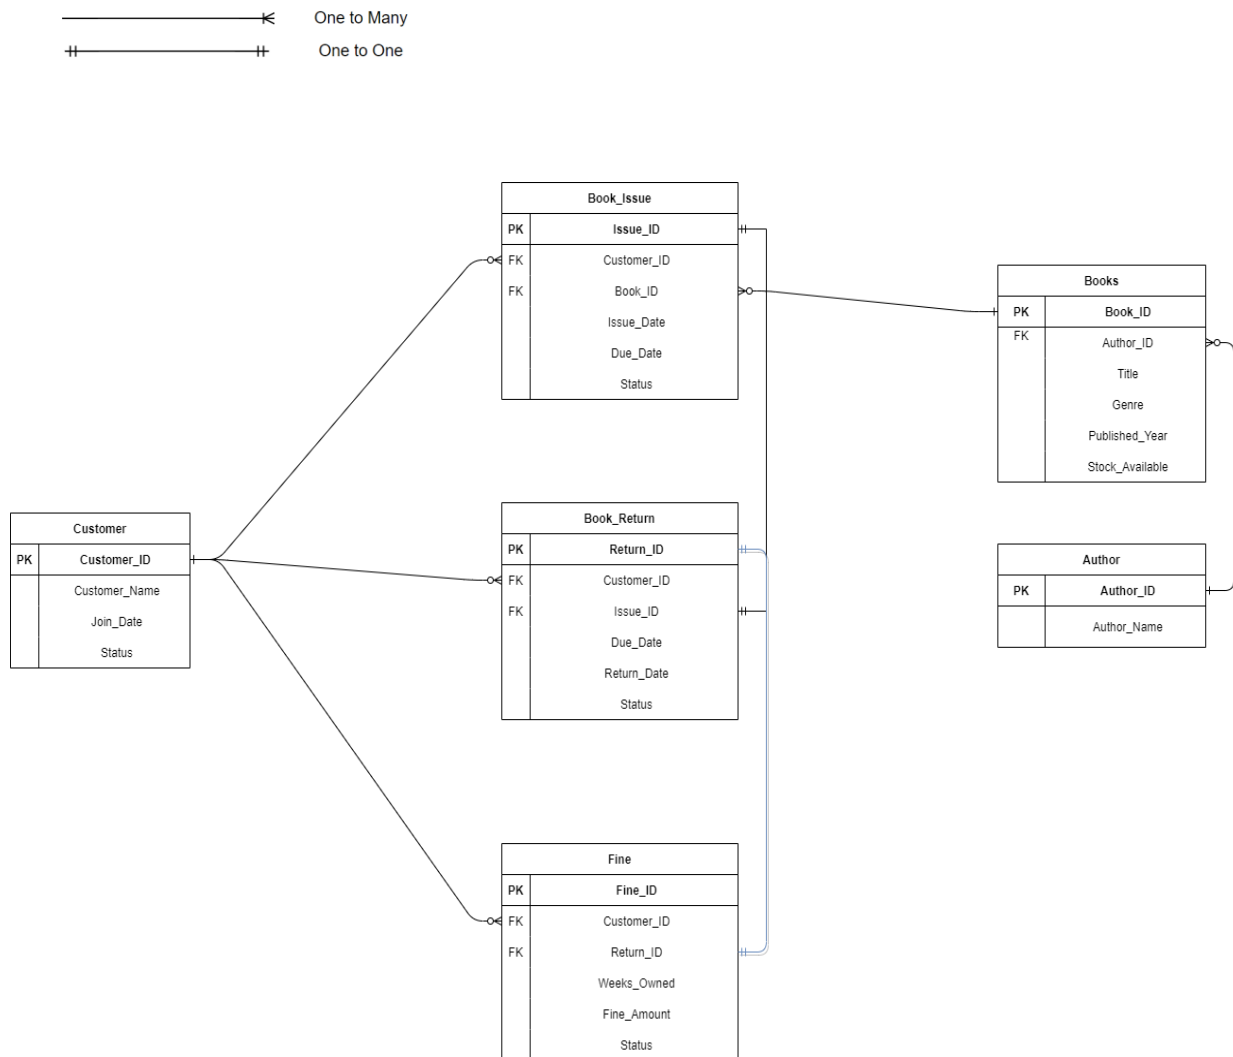 One to Many
One to One
Book_Issue
PK Issue_ID
FK Customer_ID
FK Book_ID
Issue_Date
Due_Date
Status
Books
PK Book_ID
FK Author_ID
Title
Genre
Published_Year
Stock_Available
Customer
PK Customer_ID
Customer_Name
Join_Date
Status
Book_Return
PK Return_ID
FK Customer_ID
FK Issue_ID
Due_Date
Return_Date
Status
Author
PK Author_ID
Author_Name
Fine
PK Fine_ID
FK Customer_ID
FK Return_ID
Weeks_Owned
Fine_Amount
Status